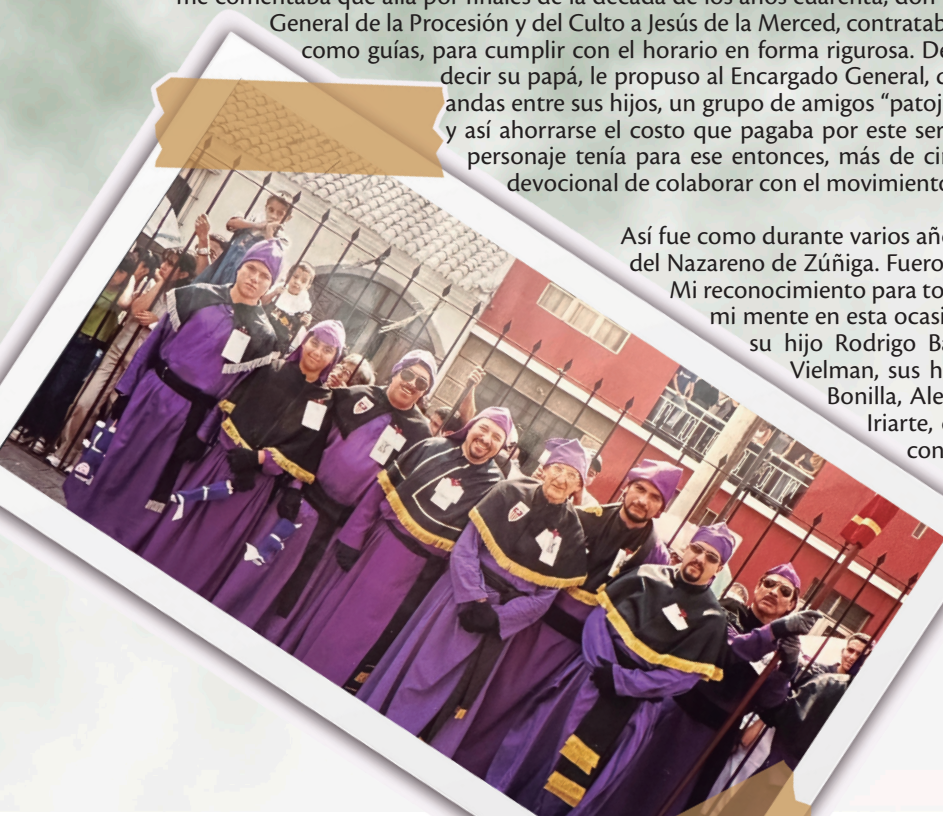 me comentaba que allá por finales de la década de los años cuarenta, don
General de la Procesión y del Culto a Jesús de la Merced, contratab
como guías, para cumplir con el horario en forma rigurosa. De
decir su papá, le propuso al Encargado General,
andas entre sus hijos, un grupo de amigos “patoj
y así ahorrarse el costo que pagaba por este ser
personaje tenía para ese entonces, más de ci
devocional de colaborar con el movimiento
Así fue como durante varios añ
del Nazareno de Zúñiga. Fuero
Mi reconocimiento para to
mi mente en esta ocasi
su hijo Rodrigo Ba
Vielman, sus h
Bonilla, Ale
Iriarte,
con